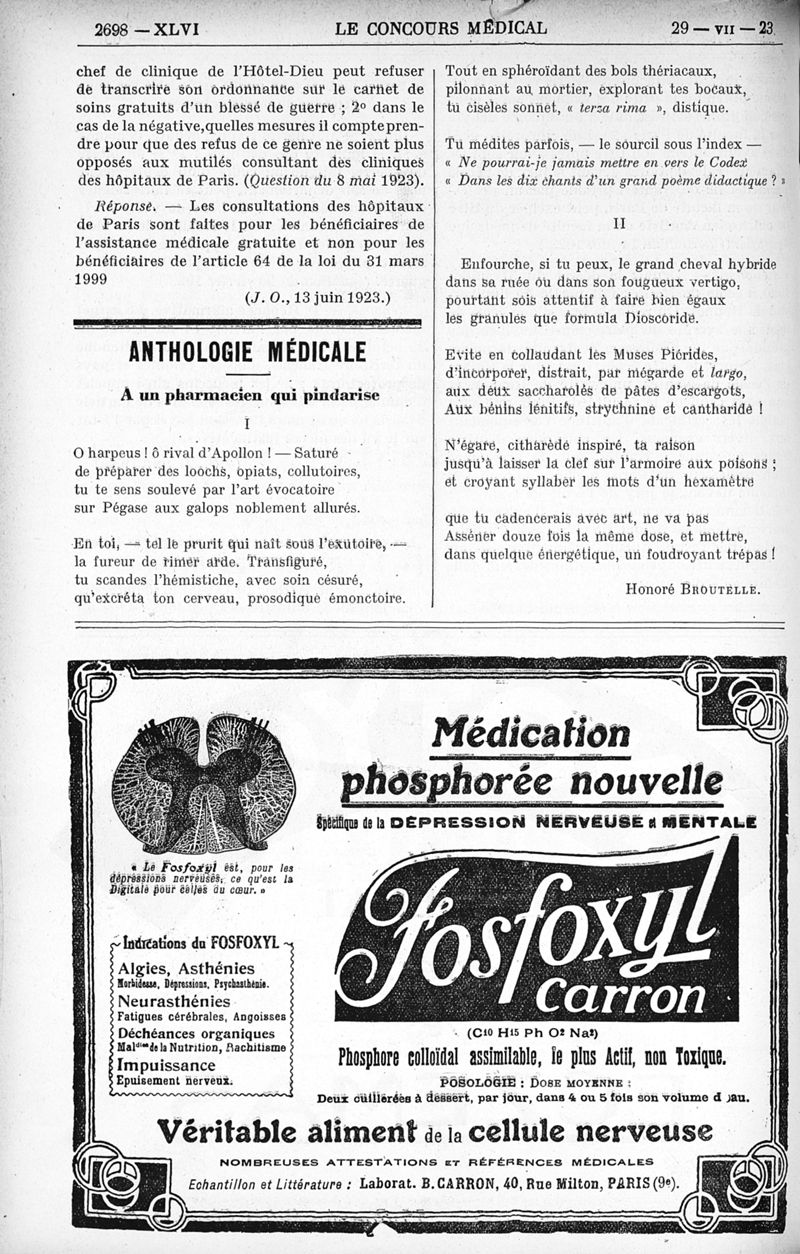 2698 — XLVI LE CONCOURS MÉDICAL 29 — VII — 23
chef de clinique de l'Hôtel-Dieu peut refuser
de transcrire son ordonnance sur le carnet de
soins gratuits d'un blessé de guerre ; 2º dans le
cas de la négative,quelles mesures il compte pren-
dre pour que des refus de ce genre ne soient plus
opposés aux mutilés consultant des cliniques
des hôpitaux de Paris. (Question du 8 mai 1923).
Réponse. — Les consultations des hôpitaux
de Paris sont faites pour les bénéficiaires de
l'assistance médicale gratuite et non pour les
bénéficiaires de l'article 64 de la loi du 31 mars
1999
(J. O., 13 juin 1923.)
ANTHOLOGIE MÉDICALE
A un pharmacien qui pindarise
I
O harpeus ! ô rival d'Apollon ! — Saturé
de préparer des loochs, opiats, collutoires,
tu te sens soulevé par l'art évocatoire
sur Pégase aux galops noblement allurés.
En toi, — tel le prurit qui naît sous l'exutoire, —
la fureur de rimer arde. Transfiguré,
tu scandes l'hémistiche, avec soin césuré,
qu'excréta ton cerveau, prosodique émonctoire.
Tout en sphéroïdant des bols thériacaux,
pilonnant au mortier, explorant tes bocaux,
tu cisèles sonnet, « terza rima », distique.
Tu médites parfois, — le sourcil sous l'index —
« Ne pourrai-je jamais mettre en vers le Codex
« Dans les dix chants d'un grand poème didactique ? »
II
Enfourche, si tu peux, le grand cheval hybride
dans sa ruée ou dans son fougueux vertigo,
pourtant sois attentif à faire bien égaux
les granules que formula Dioscoride.
Evite en collaudant les Muses Piérides,
d'incorporer, distrait, par mégarde et largo,
aux deux saccharolés de pâtes d'escargots,
Aux bénins lénitifs, strychnine et cantharide !
N'égare, citharède inspiré, ta raison
jusqu'à laisser la clef sur l'armoire aux poisons ;
et croyant syllaber les mots d'un hexamètre
que tu cadencerais avec art, ne va pas
Asséner douze fois la même dose, et mettre,
dans quelque énergétique, un foudroyant trépas !
Honoré BROUTELLE.
Médication
phosphorée nouvelle
Spécifique de la DÉPRESSION NERVEUSE et MENTALE
« Le Fosfoxyl est, pour les
dépressions nerveuses, ce qu'est la
Digitale pour celles du cœur. »
Indications du FOSFOXYL
Algies, Asthénies
Morbidesse, Dépressions, Psychasthénie.
Neurasthénies
Fatigues cérébrales, Angoisses
Déchéances organiques
Maldies de la Nutrition, Rachitisme
Impuissance
Epuisement nerveux.
Fosfoxyl
Carron
(C10 H15 Ph O2 Na2)
Phosphore colloïdal assimilable, le plus Actif, non Toxique.
POSOLOGIE : DOSE MOYENNE :
Deux cuillerées à dessert, par jour, dans 4 ou 5 fois son volume d'eau.
Véritable aliment de la cellule nerveuse
NOMBREUSES ATTESTATIONS ET RÉFÉRENCES MÉDICALES
Echantillon et Littérature : Laborat. B. CARRON, 40, Rue Milton, PARIS (9e).